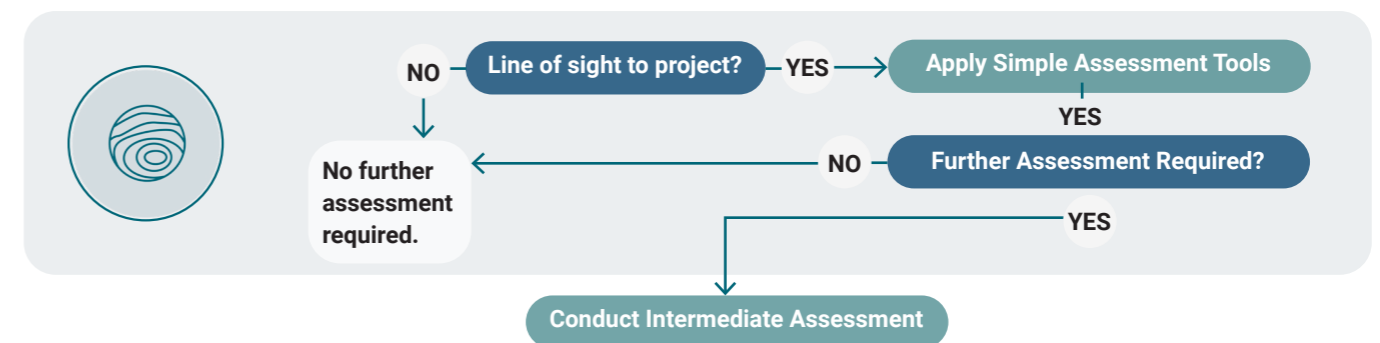 NO
Line of sight to project?
YES
Apply Simple Assessment Tools
YES
No further
assessment
required.
NO
Further Assessment Required?
YES
Conduct Intermediate Assessment